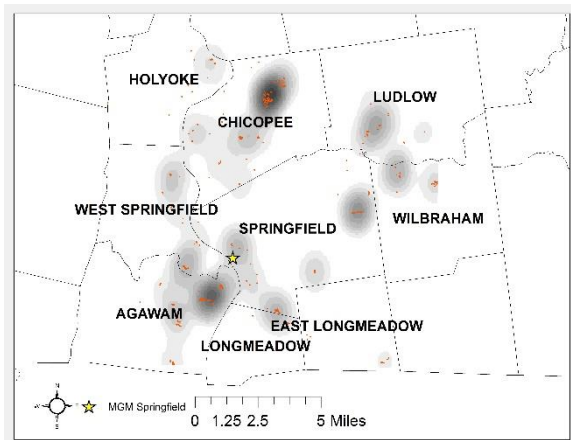 HOLYOKE
LUDLOW
CHICOPEE
WEST SPRINGFIELD
SPRINGFIELD
WILBRAHAM
AGAWAM
EAST LONGMEADOW
LONGMEADOW
N
W
E
S
MGM Springfield
0 1.25 2.5 5 Miles